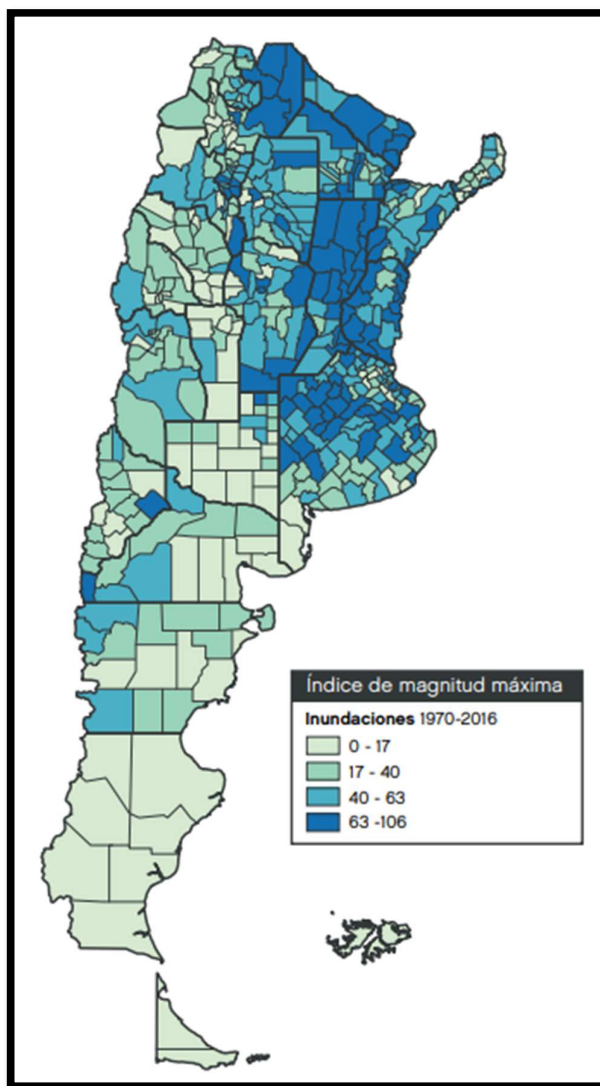 Índice de magnitud máxima
Inundaciones 1970-2016
0 - 17
17 - 40
40 - 63
63 -106